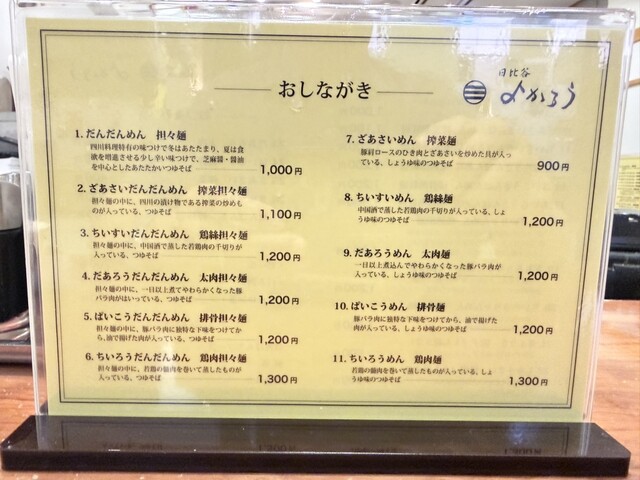 おしながき
日比谷
よかろう
1. だんだんめん 担々麺
四川料理特有の味つけで冬はあたたまり、夏は食
欲を増進させる少し辛い味つけで、芝麻醤・醤油
を中心としたあたたかいつゆそば
1,000円
2. ざあさいだんだんめん 搾菜担々麺
担々麺の中に、四川の漬け物である搾菜の炒めも
のが入っている、つゆそば
1,100円
3. ちいすいだんだんめん 鶏絲担々麺
担々麺の中に、中国酒で蒸した若鶏肉の千切りが
入っている、つゆそば
1,200円
4. だあろうだんだんめん 太肉担々麺
担々麺の中に、一日以上煮てやわらかくなった豚
バラ肉がはいっている、つゆそば
1,200円
5. ぱいこうだんだんめん 排骨担々麺
担々麺の中に、豚バラ肉に独特な下味をつけてか
ら、油で揚げた肉が入っている、つゆそば
1,200円
6. ちいろうだんだんめん 鶏肉担々麺
担々麺の中に、若鶏の髄肉を巻いて蒸したものが
入っている、つゆそば
1,300円
7. ざあさいめん 搾菜麺
豚肩ロースのひき肉とざあさいを炒めた具が入っ
ている、しょうゆ味のつゆそば
900円
8. ちいすいめん 鶏絲麺
中国酒で蒸した若鶏肉の千切りが入っている、しょ
うゆ味のつゆそば
1,200円
9. だあろうめん 太肉麺
一日以上煮込んでやわらかくなった豚バラ肉が
入っている、しょうゆ味のつゆそば
1,200円
10. ぱいこうめん 排骨麺
豚バラ肉に独特な下味をつけてから、油で揚げた
肉が入っている、しょうゆ味のつゆそば
1,200円
11. ちいろうめん 鶏肉麺
若鶏の髄肉を巻いて蒸したものが入っている、しょ
うゆ味のつゆそば
1,300円